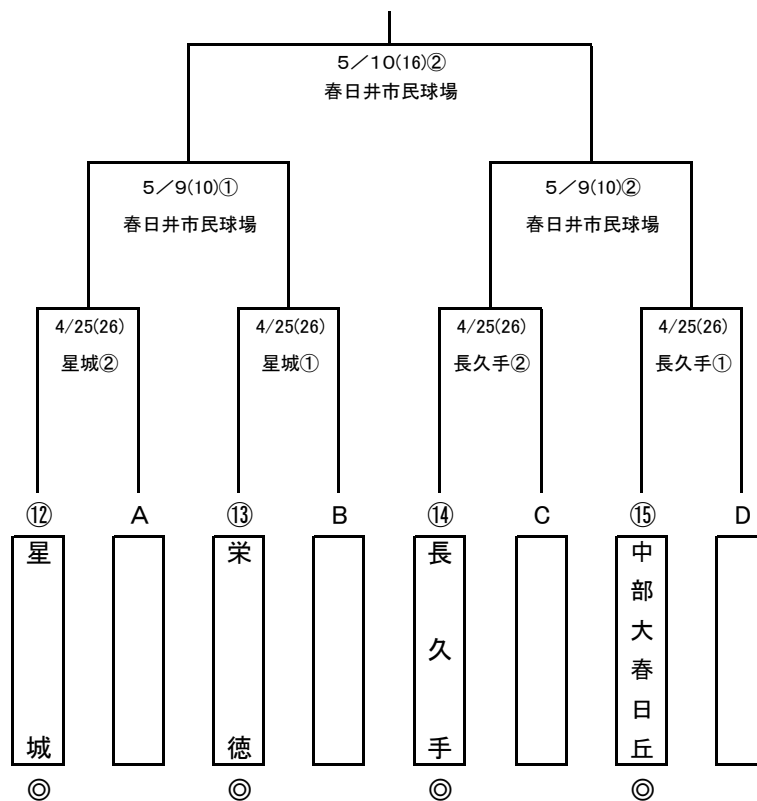 5/10(16)②
春日井市民球場
5/9(10)①
春日井市民球場
5/9(10)②
春日井市民球場
4/25(26)
星城②
4/25(26)
星城①
4/25(26)
長久手②
4/25(26)
長久手①
⑫ A ⑬ B ⑭ C ⑮ D
星城
栄徳
長久手
中部大春日丘
◎ ◎ ◎ ◎